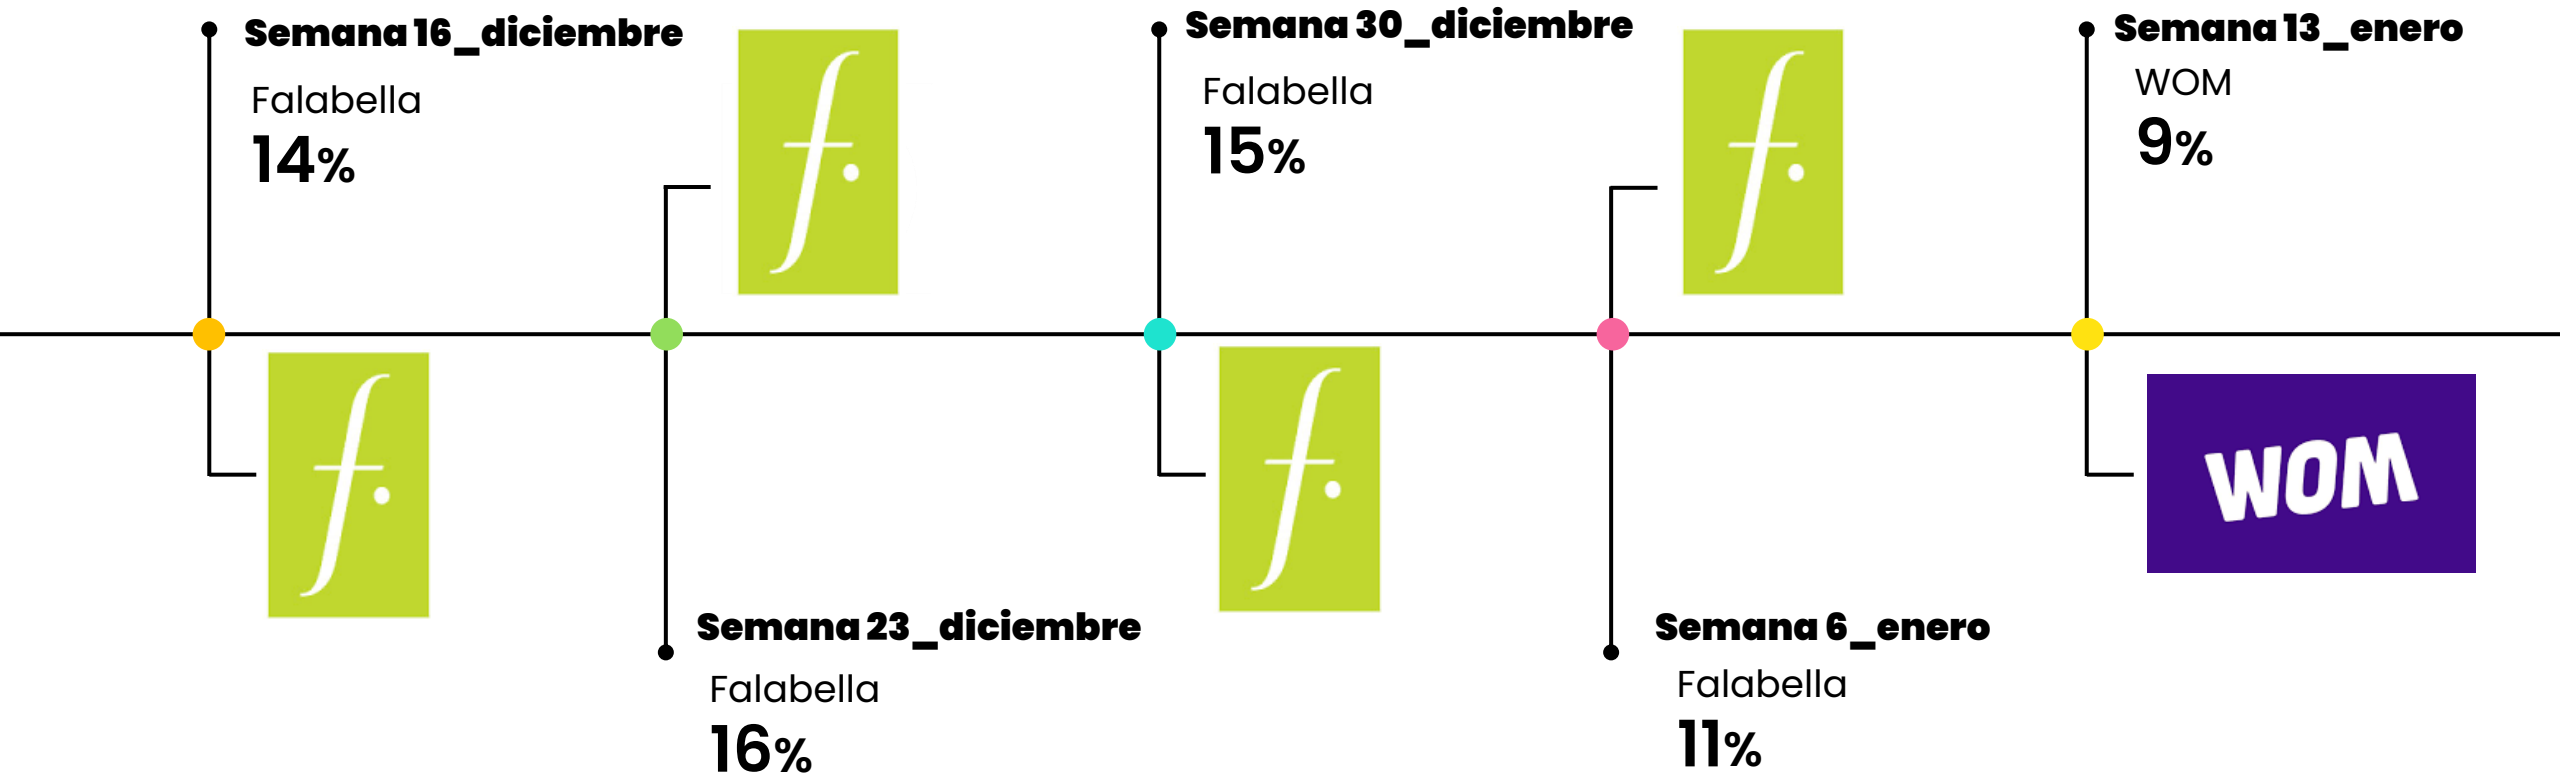 Semana 16_diciembre
Falabella
14%
f.
Semana 23_diciembre
Falabella
16%
f.
Semana 30_diciembre
Falabella
15%
f.
Semana 6_enero
Falabella
11%
f.
Semana 13_enero
WOM
9%
WOM